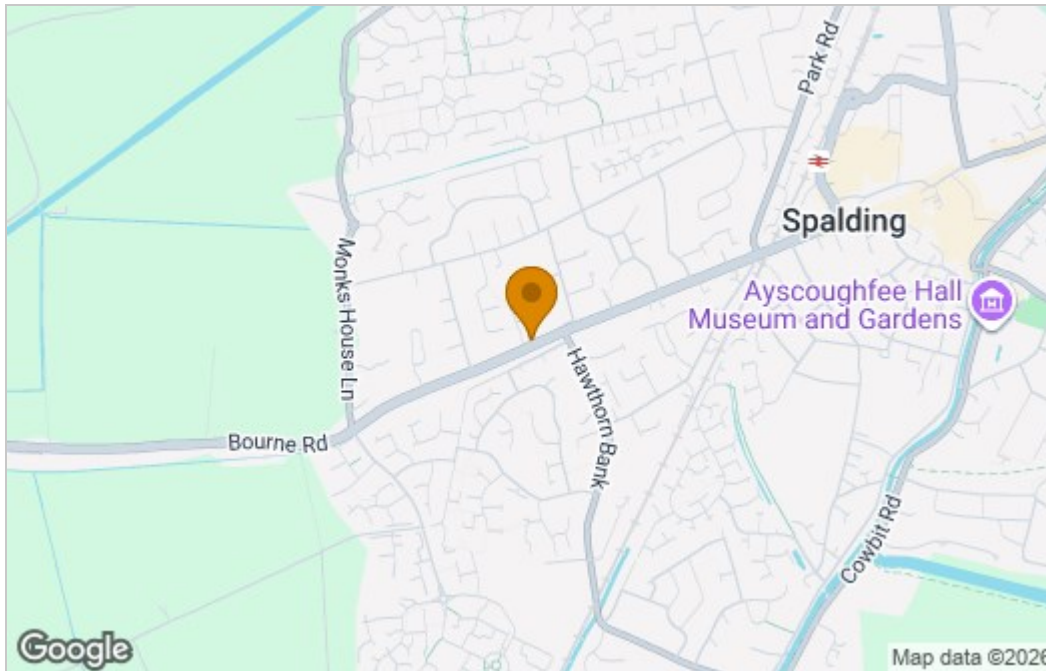 Park Rd
Spalding
Monks House Ln
Ayscoughfee Hall
Museum and Gardens
Hawthorn Bank
Bourne Rd
Cowbit Rd
Google
Map data ©2026